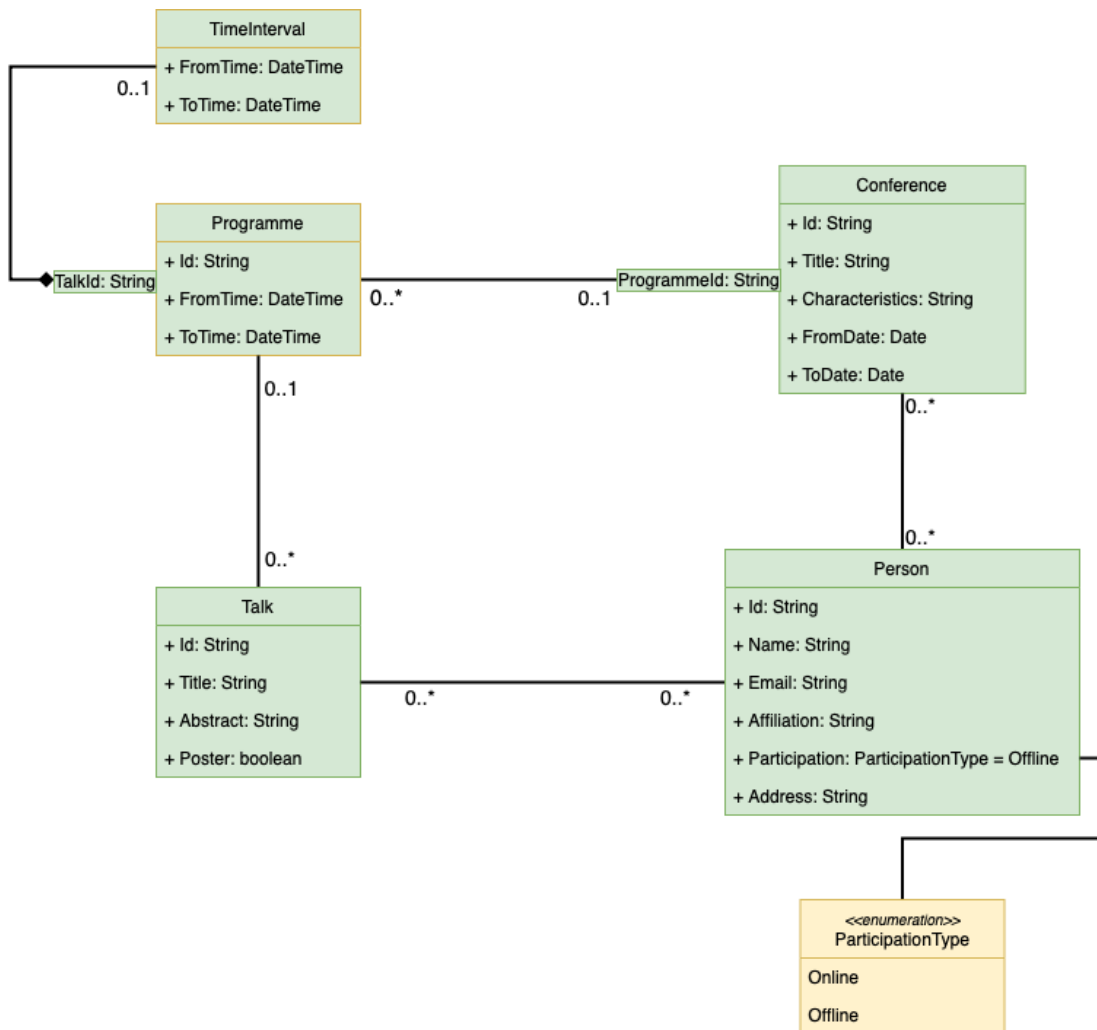 TimeInterval
+ FromTime: DateTime
+ ToTime: DateTime
0..1
Programme
+ Id: String
+ FromTime: DateTime
+ ToTime: DateTime
TalkId: String
0..*
0..1
ProgrammeId: String
Conference
+ Id: String
+ Title: String
+ Characteristics: String
+ FromDate: Date
+ ToDate: Date
0..1
0..*
0..*
0..*
Talk
+ Id: String
+ Title: String
+ Abstract: String
+ Poster: boolean
0..*
0..*
Person
+ Id: String
+ Name: String
+ Email: String
+ Affiliation: String
+ Participation: ParticipationType = Offline
+ Address: String
<<enumeration>>
ParticipationType
Online
Offline